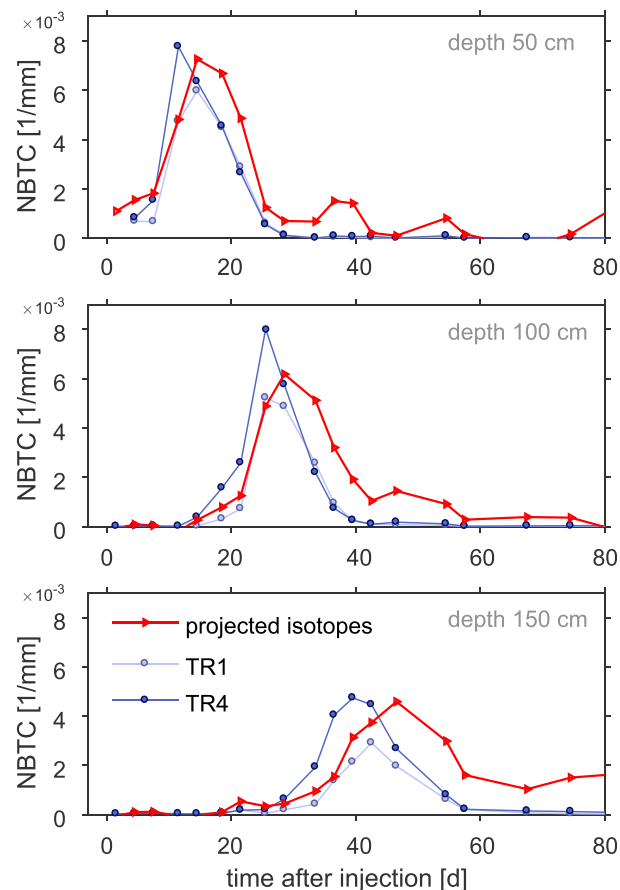 ×10⁻³
depth 50 cm
8
6
4
2
0
NBTC [1/mm]
0 20 40 60 80
×10⁻³
depth 100 cm
8
6
4
2
0
NBTC [1/mm]
0 20 40 60 80
×10⁻³
depth 150 cm
8
6
4
2
0
NBTC [1/mm]
projected isotopes
TR1
TR4
0 20 40 60 80
time after injection [d]